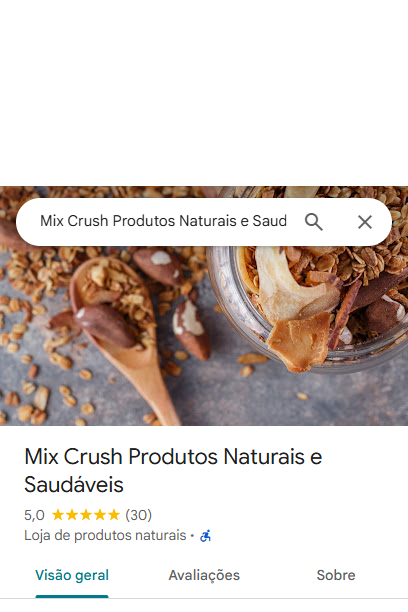 Mix Crush Produtos Naturais e Saud
Mix Crush Produtos Naturais e
Saudáveis
5,0 (30)
Loja de produtos naturais ·
Visão geral Avaliações Sobre